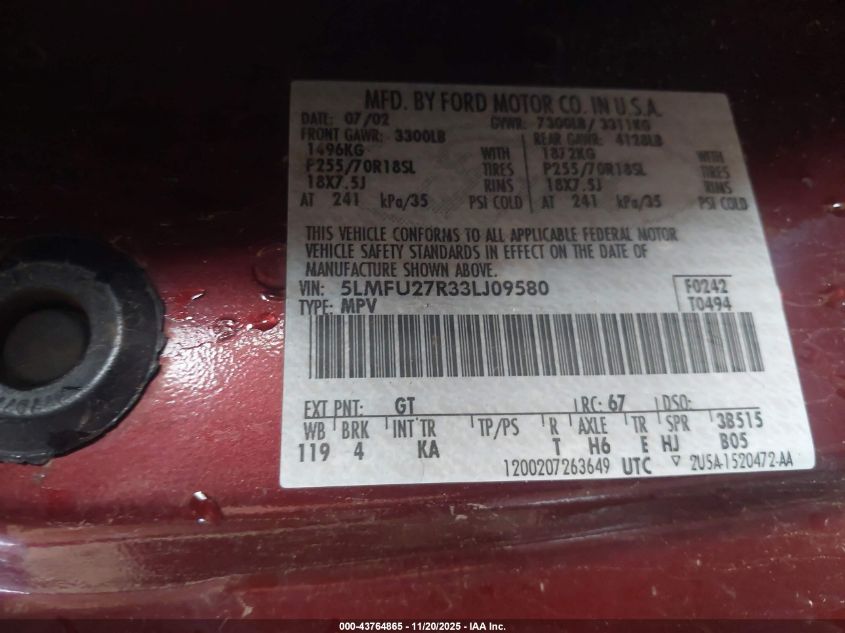 MFD. BY FORD MOTOR CO. IN U.S.A.
DATE: 07/02 GVWR: 7300LB / 3311KG
FRONT GAWR: 3300LB REAR GAWR: 4128LB
1496KG WITH 1872KG WITH
P255/70R18SL TIRES P255/70R18SL TIRES
18X7.5J RIMS 18X7.5J RIMS
AT 241 kPa/35 PSI COLD AT 241 kPa/35 PSI COLD
THIS VEHICLE CONFORMS TO ALL APPLICABLE FEDERAL MOTOR
VEHICLE SAFETY STANDARDS IN EFFECT ON THE DATE OF
MANUFACTURE SHOWN ABOVE.
VIN: 5LMFU27R33LJ09580 F0242
TYPE: MPV T0494
EXT PNT: GT RC: 67 DSO:
WB BRK INT TR TP/PS R AXLE TR SPR 3B515
119 4 KA T H6 E HJ B05
1200207263649 UTC ▽ 2U5A-1520472-AA
000-43764865 - 11/20/2025 - IAA Inc.